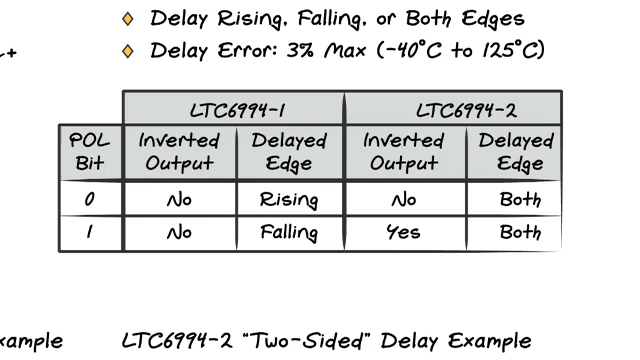 Delay Rising, Falling, or Both Edges
Delay Error: 3% Max (-40°C to 125°C)
LTC6994-1 LTC6994-2
POL Bit Inverted Output Delayed Edge Inverted Output Delayed Edge
0 No Rising No Both
1 No Falling Yes Both
LTC6994-2 "Two-Sided" Delay Example